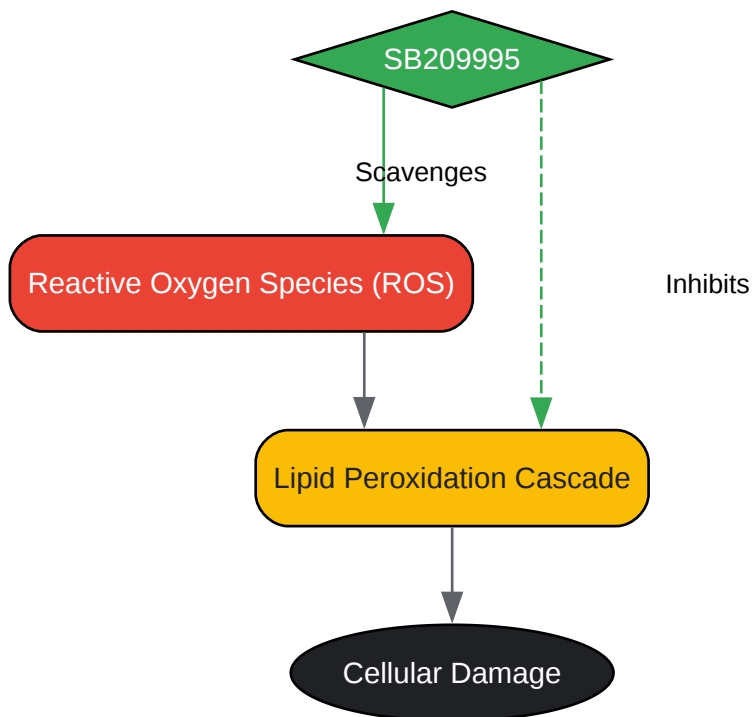 SB209995
Scavenges
Reactive Oxygen Species (ROS)
Inhibits
Lipid Peroxidation Cascade
Cellular Damage